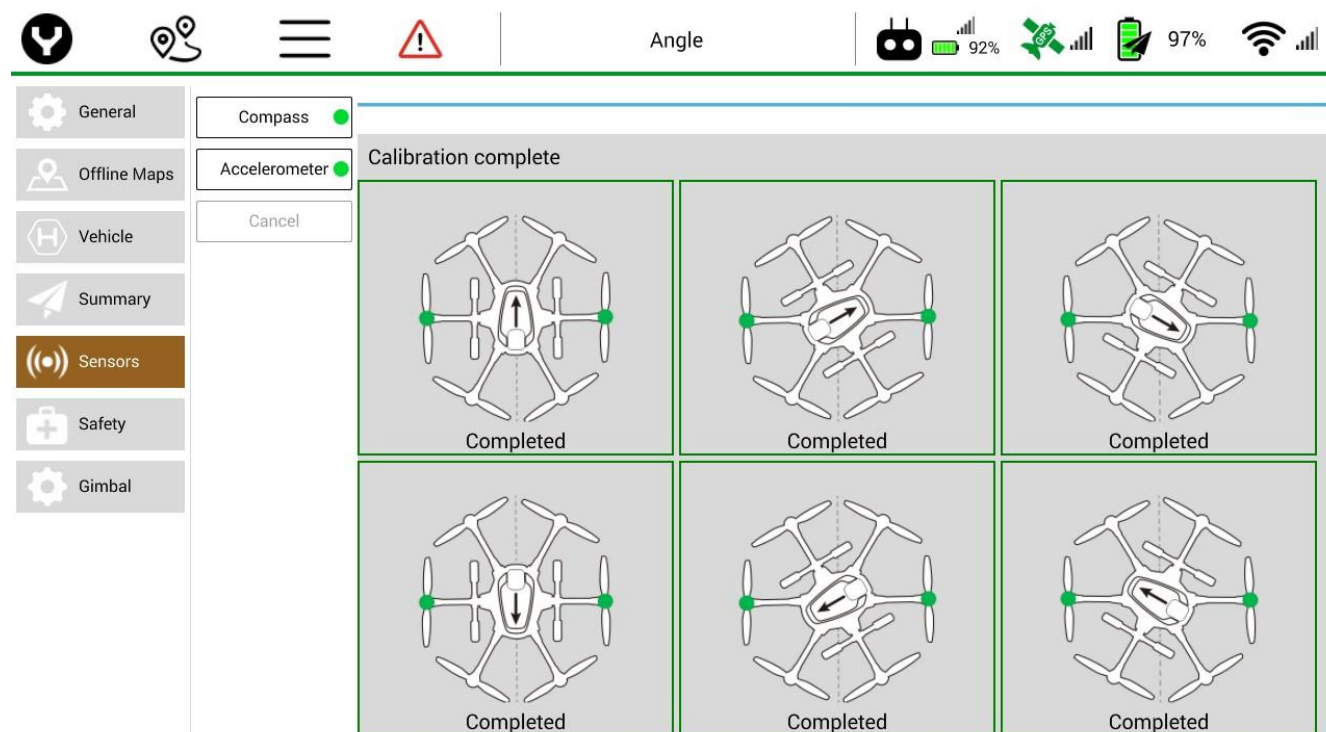 Angle
92%
GPS
97%
General
Offline Maps
H Vehicle
Summary
Sensors
Safety
Gimbal
Compass
Accelerometer
Cancel
Calibration complete
Completed Completed Completed
Completed Completed Completed